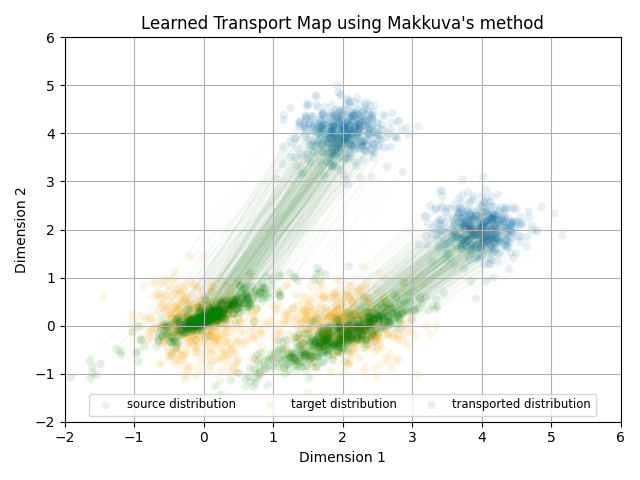 Learned Transport Map using Makkuva's method
Dimension 2
6
5
4
3
2
1
0
−1
−2
source distribution target distribution transported distribution
−2 −1 0 1 2 3 4 5 6
Dimension 1